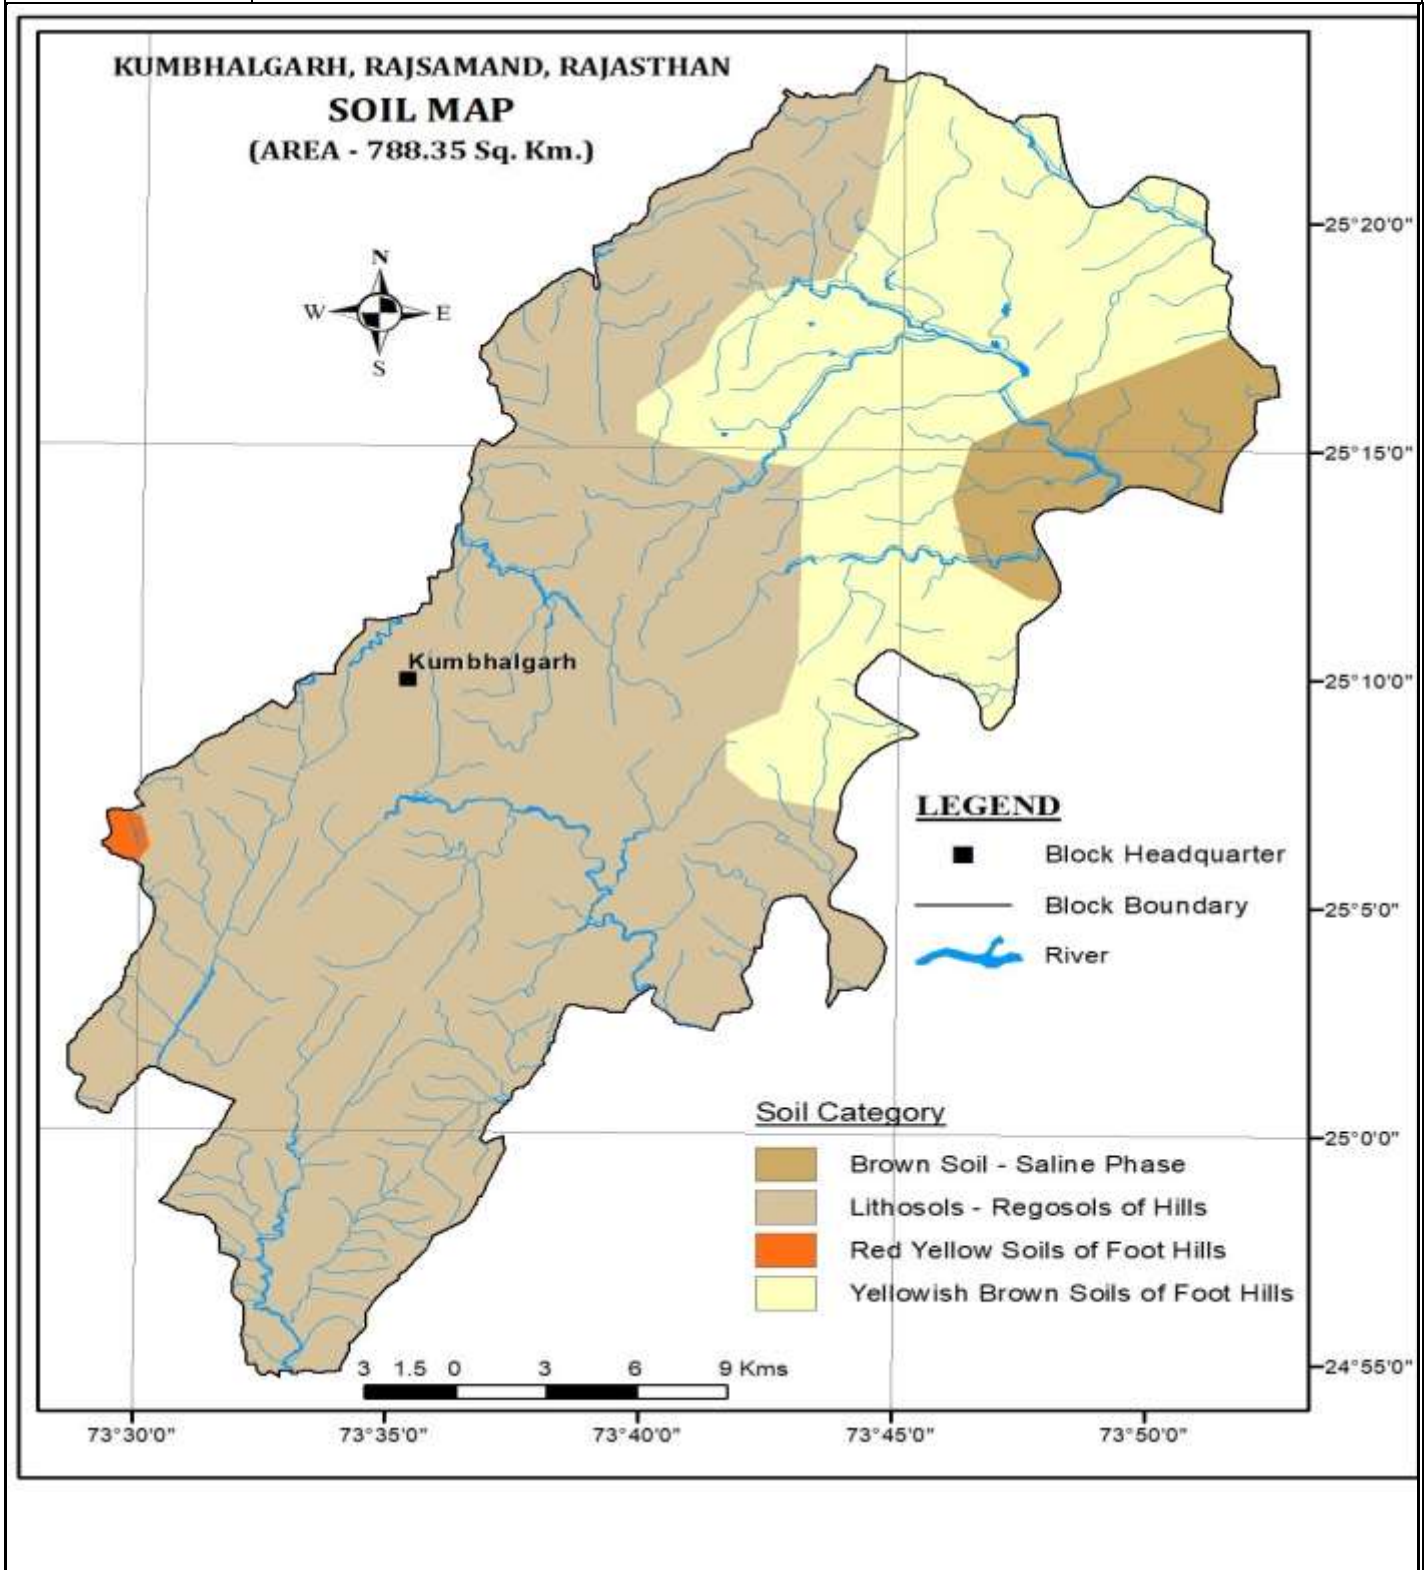 KUMBHALGARH, RAJSAMAND, RAJASTHAN
SOIL MAP
(AREA - 788.35 Sq. Km.)
N
W E
S
25°20'0"
25°15'0"
Kumbhalgarh
25°10'0"
LEGEND
Block Headquarter
Block Boundary
River
25°5'0"
Soil Category
25°0'0"
Brown Soil - Saline Phase
Lithosols - Regosols of Hills
Red Yellow Soils of Foot Hills
Yellowish Brown Soils of Foot Hills
24°55'0"
3 1.5 0 3 6 9 Kms
73°30'0" 73°35'0" 73°40'0" 73°45'0" 73°50'0"